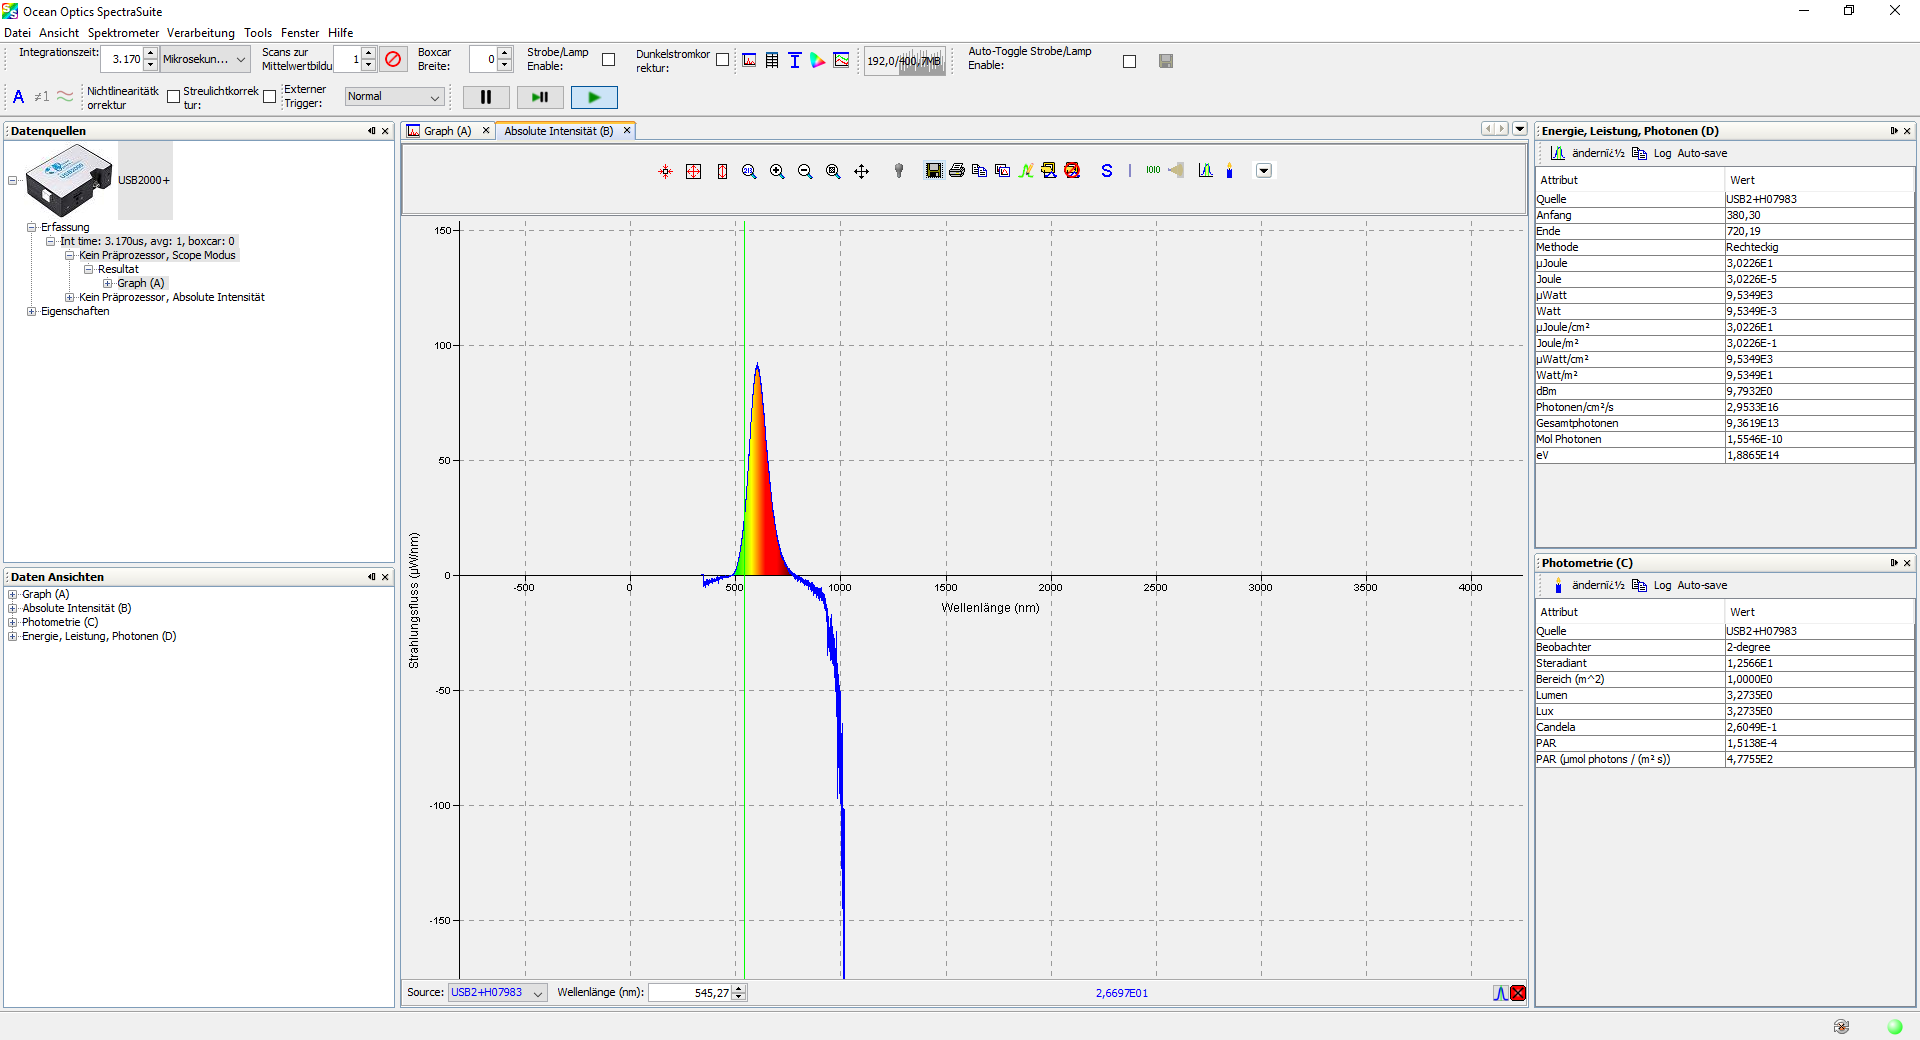 Ocean Optics SpectraSuite
Datei Ansicht Spektrometer Verarbeitung Tools Fenster Hilfe
Integrationszeit: 3.170 Mikrosekun... Scans zur Mittelwertbildu 1 Boxcar Breite: 0 Strobe/Lamp Enable: Dunkelstromkor rektur: 192,0/400,7MB Auto-Toggle Strobe/Lamp Enable:
A ≠1 Nichtlinearitätk orrektur Streulichtkorrek tur: Externer Trigger: Normal
Datenquellen
USB2000+
Erfassung
Int time: 3.170us, avg: 1, boxcar: 0
Kein Präprozessor, Scope Modus
Resultat
Graph (A)
Kein Präprozessor, Absolute Intensität
Eigenschaften
Daten Ansichten
Graph (A)
Absolute Intensität (B)
Photometrie (C)
Energie, Leistung, Photonen (D)
Graph (A) Absolute Intensität (B)
S 1010
150
100
50
0
-50
-100
-150
Strahlungsfluss (µW/nm)
-500 0 500 1000 1500 2000 2500 3000 3500 4000
Wellenlänge (nm)
Source: USB2+H07983 Wellenlänge (nm): 545,27 2,6697E01
Energie, Leistung, Photonen (D)
ändernï¿½ Log Auto-save
Attribut Wert
Quelle USB2+H07983
Anfang 380,30
Ende 720,19
Methode Rechteckig
µJoule 3,0226E1
Joule 3,0226E-5
µWatt 9,5349E3
Watt 9,5349E-3
µJoule/cm² 3,0226E1
Joule/m² 3,0226E-1
µWatt/cm² 9,5349E3
Watt/m² 9,5349E1
dBm 9,7932E0
Photonen/cm²/s 2,9533E16
Gesamtphotonen 9,3619E13
Mol Photonen 1,5546E-10
eV 1,8865E14
Photometrie (C)
ändernï¿½ Log Auto-save
Attribut Wert
Quelle USB2+H07983
Beobachter 2-degree
Steradiant 1,2566E1
Bereich (m^2) 1,0000E0
Lumen 3,2735E0
Lux 3,2735E0
Candela 2,6049E-1
PAR 1,5138E-4
PAR (µmol photons / (m² s)) 4,7755E2